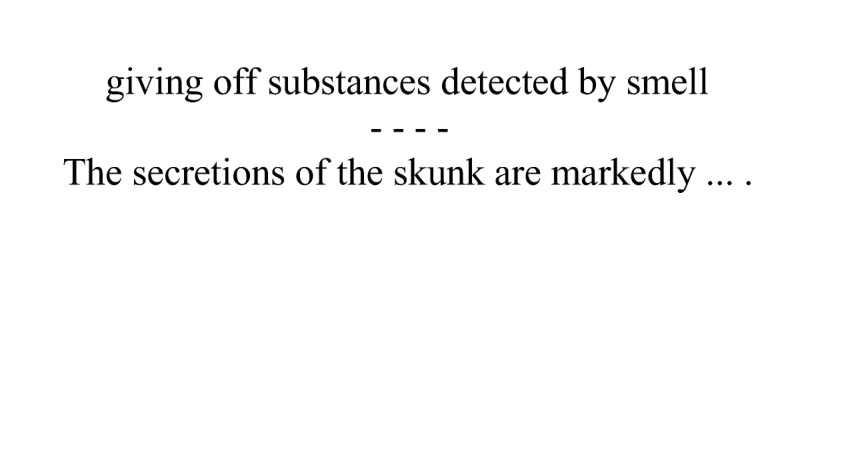 giving off substances detected by smell
- - - -
The secretions of the skunk are markedly ... .